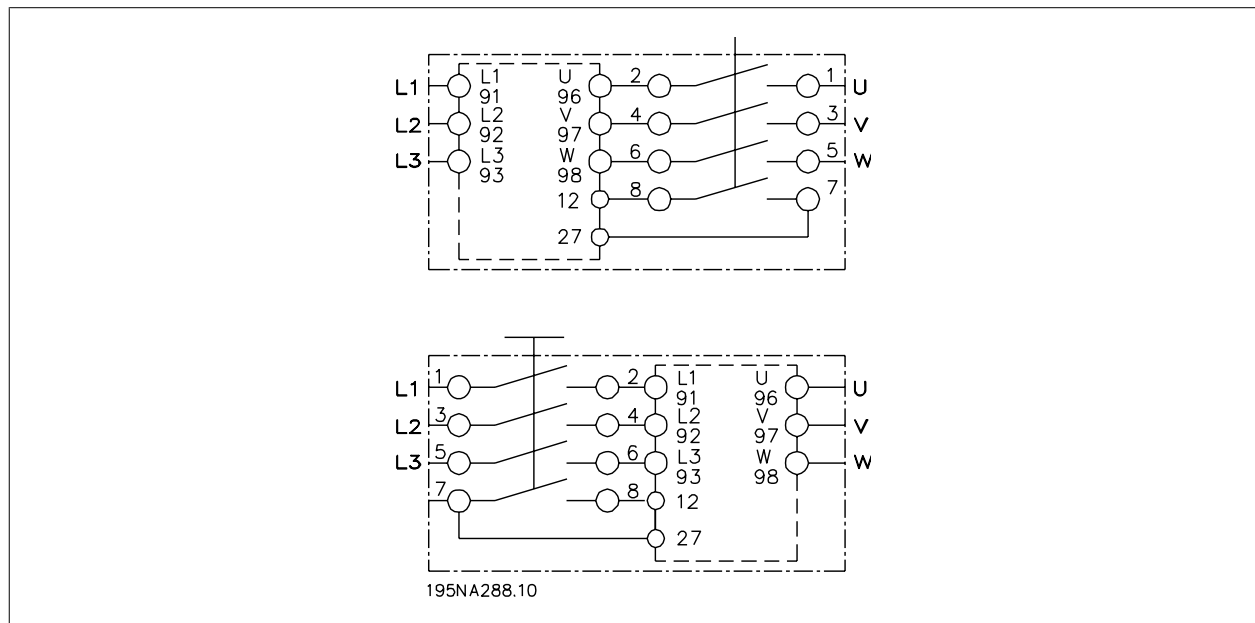 L1 L1 U 2 1 U
91 96
L2 L2 V 4 3 V
92 97
L3 L3 W 6 5 W
93 98
12 8 7
27
L1 1 2 L1 U U
91 96
L2 3 4 L2 V V
92 97
L3 5 6 L3 W W
93 98
7 8 12
27
195NA288.10